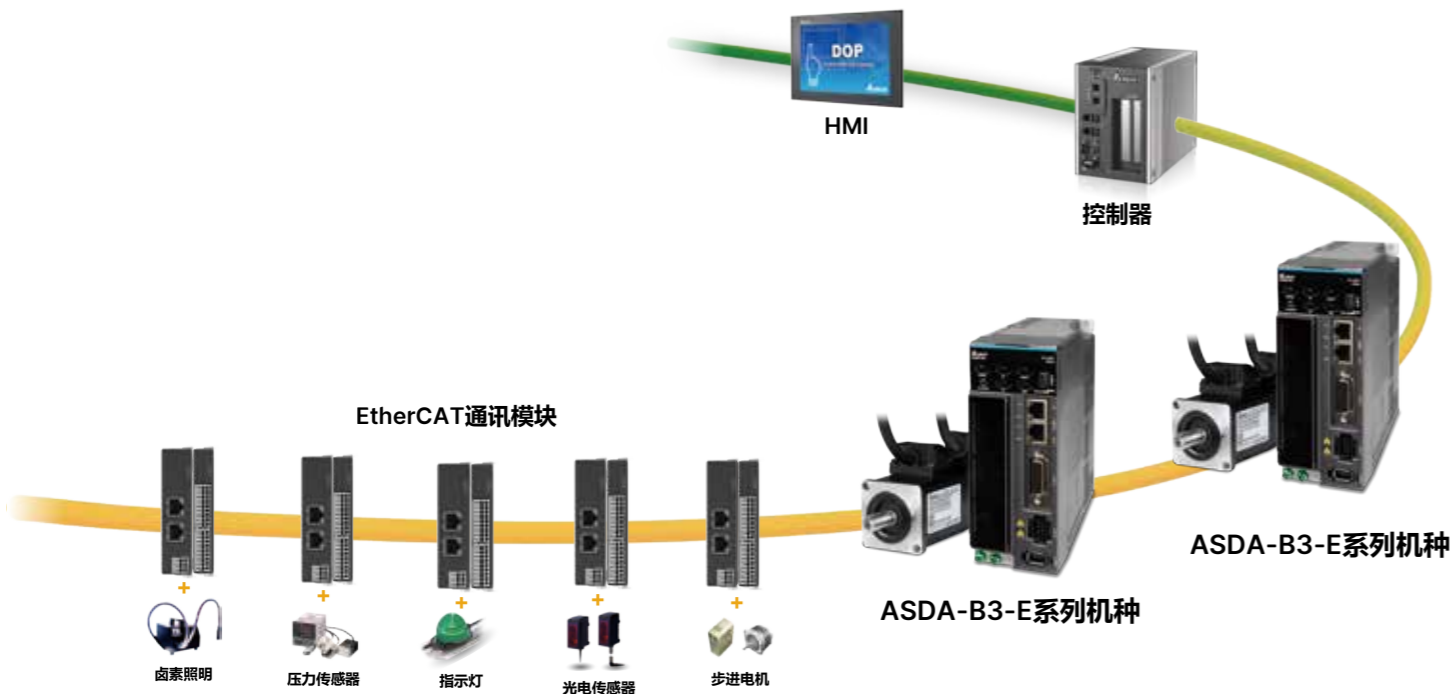 DOP
HMI
控制器
EtherCAT通讯模块
ASDA-B3-E系列机种
ASDA-B3-E系列机种
卤素照明
压力传感器
指示灯
光电传感器
步进电机